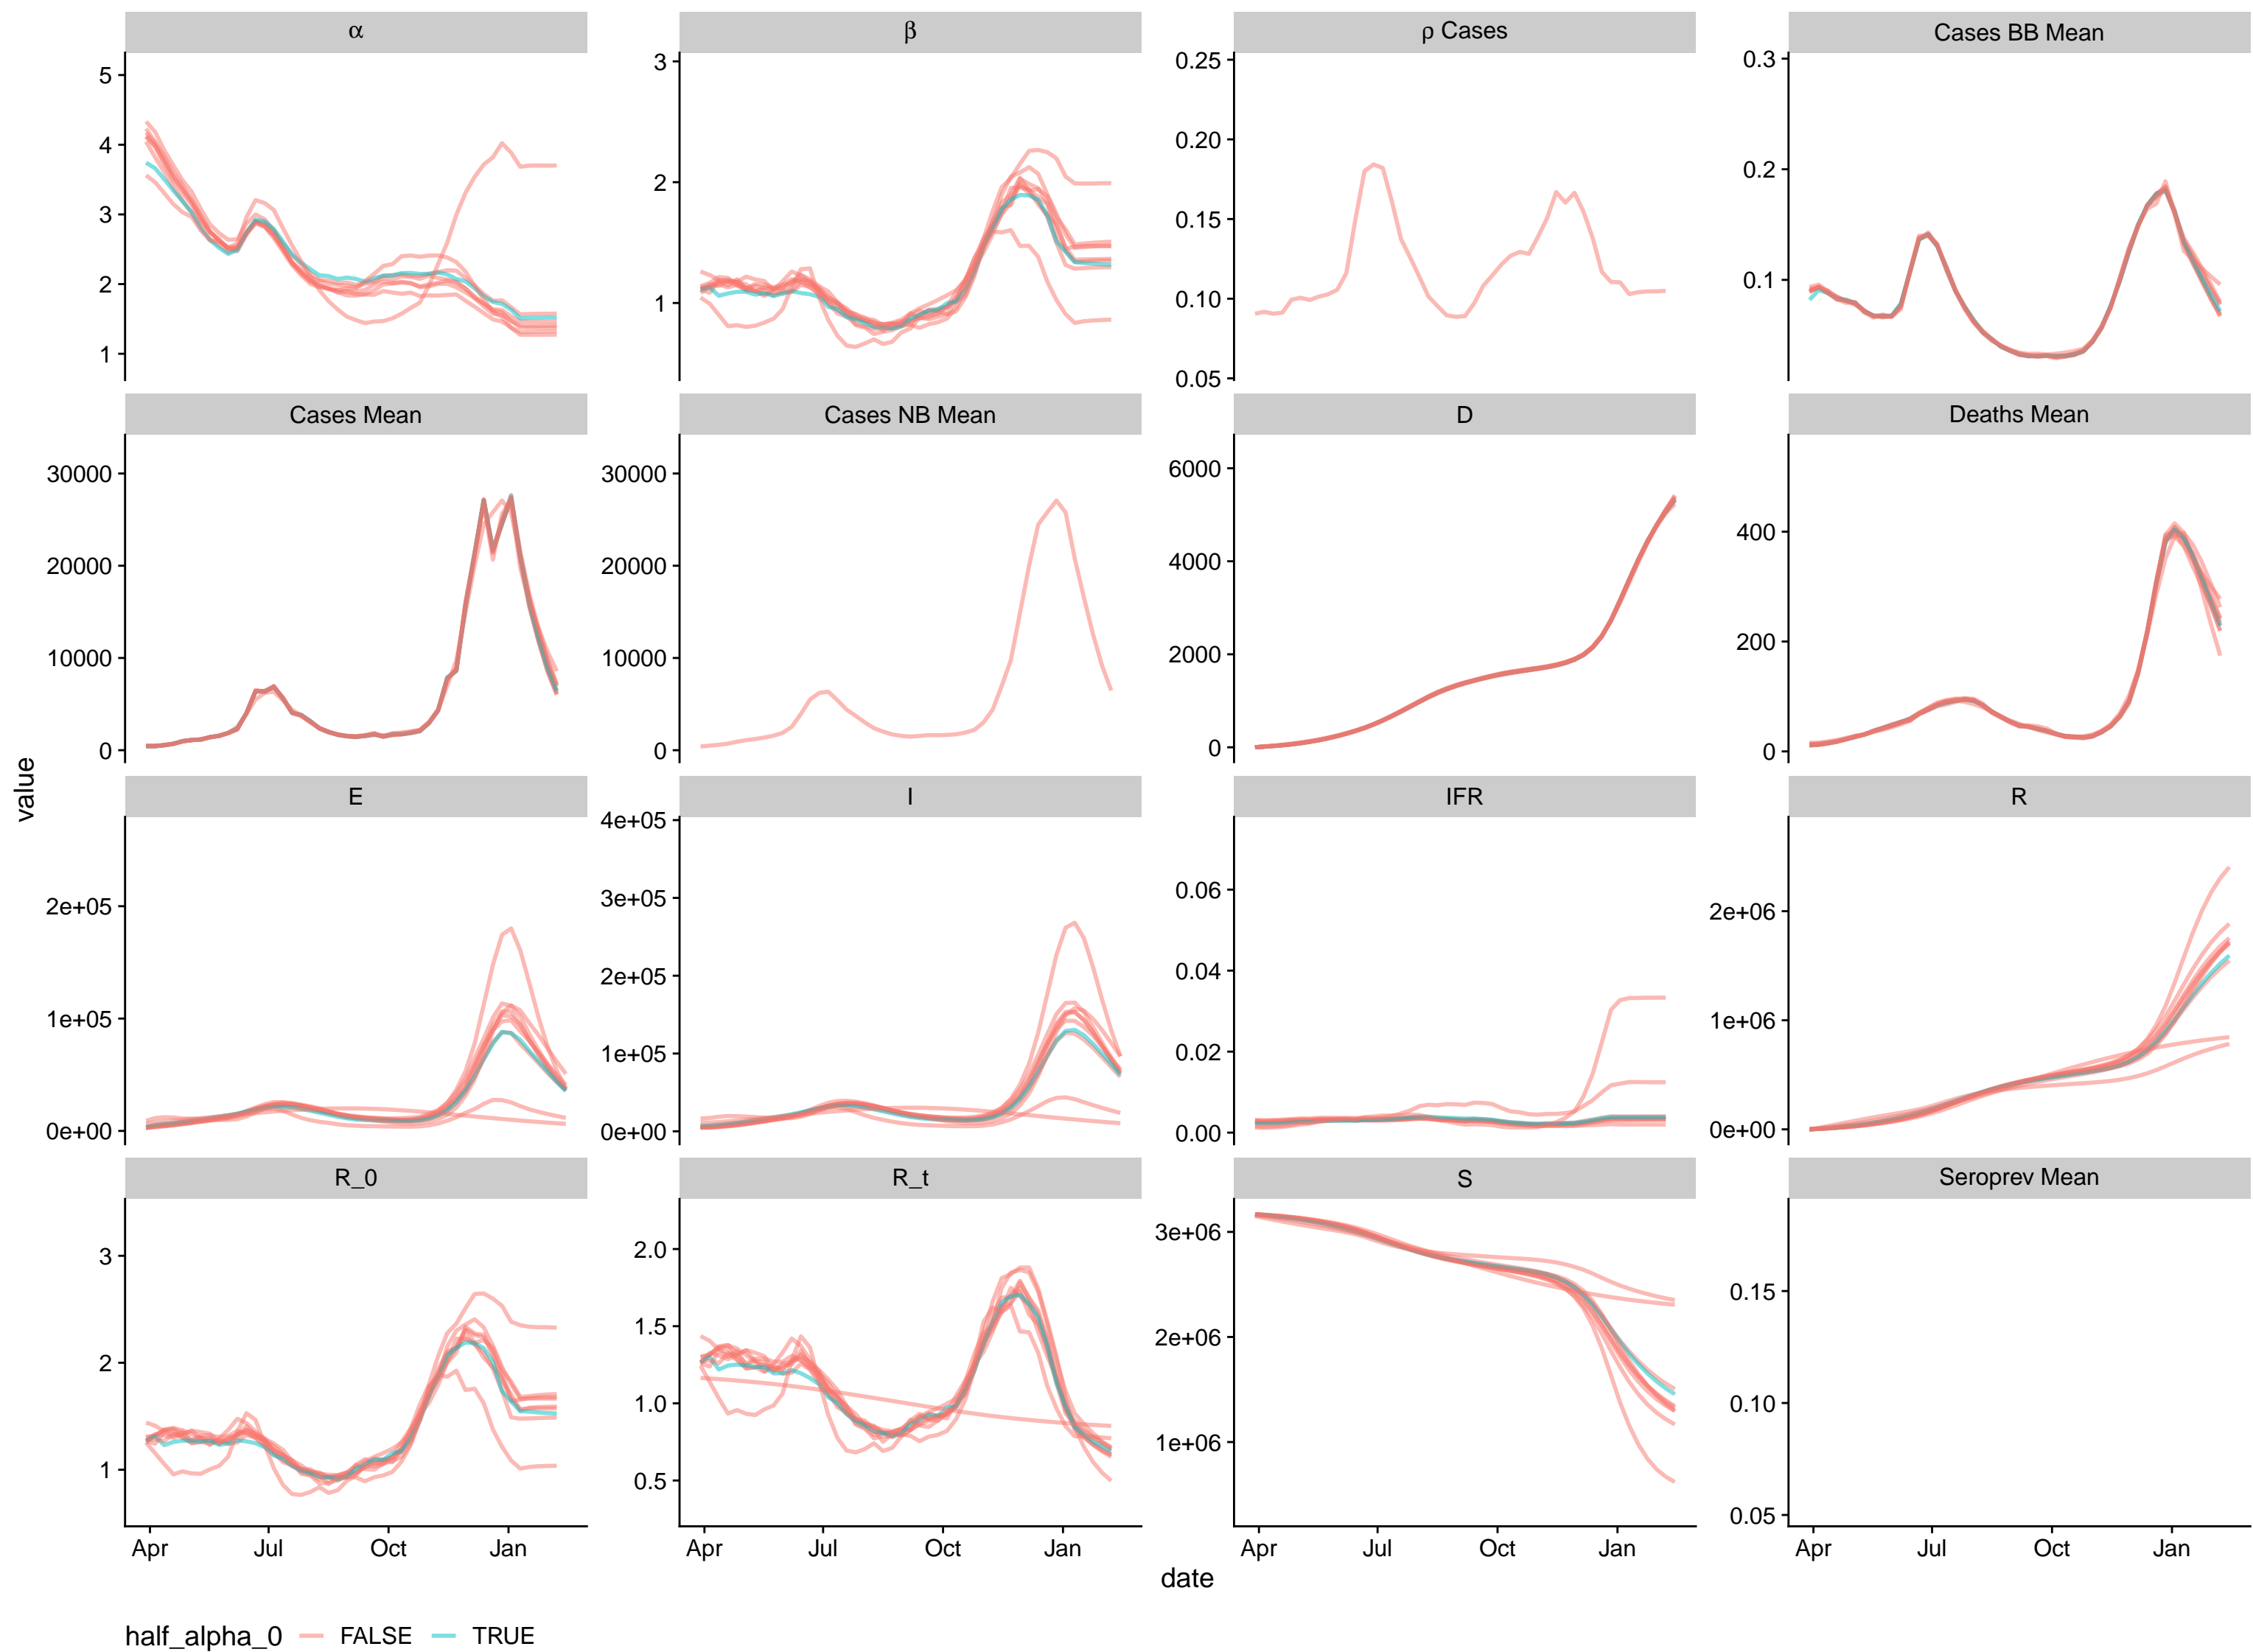 α β ρ Cases Cases BB Mean
5 4 3 2 1
3 2 1
0.25 0.20 0.15 0.10 0.05
0.3 0.2 0.1
Cases Mean Cases NB Mean D Deaths Mean
30000 20000 10000 0
30000 20000 10000 0
6000 4000 2000 0
400 200 0
value
E I IFR R
2e+05 1e+05 0e+00
4e+05 3e+05 2e+05 1e+05 0e+00
0.06 0.04 0.02 0.00
2e+06 1e+06 0e+00
R_0 R_t S Seroprev Mean
3 2 1
2.0 1.5 1.0 0.5
3e+06 2e+06 1e+06
0.15 0.10 0.05
Apr Jul Oct Jan Apr Jul Oct Jan Apr Jul Oct Jan Apr Jul Oct Jan
date
half_alpha_0 FALSE TRUE